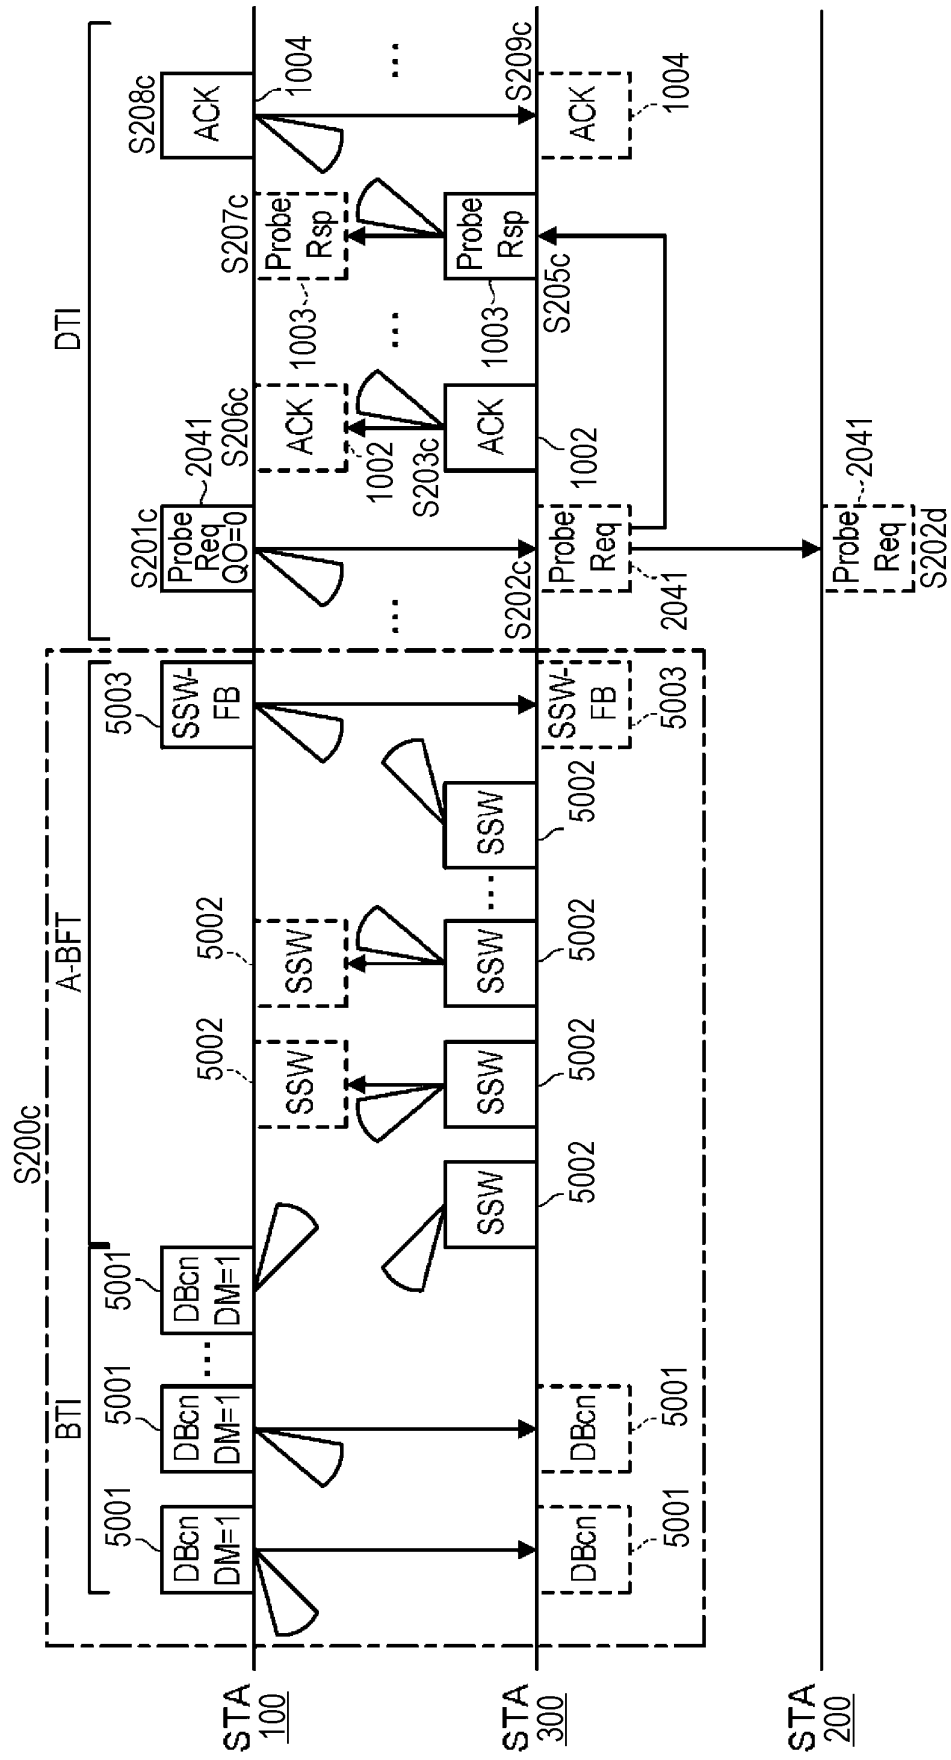 S200c
BTI
A-BFT
DTI
5001
5001
5001
5003
S201c
2041
S208c
DBcn
DM=1
DBcn
DM=1
...
DBcn
DM=1
SSW-
FB
Probe
Req
QO=0
ACK
1004
STA
100
5002
SSW
5002
SSW
S206c
ACK
1002
S207c
Probe
Rsp
1003
...
...
...
S203c
SSW
5002
SSW
5002
SSW
5002
...
SSW
5002
ACK
1002
Probe
Rsp
1003
STA
300
DBcn
5001
DBcn
5001
SSW-
FB
5003
S202c
Probe
Req
2041
S205c
S209c
ACK
1004
STA
200
Probe
Req
2041
S202d